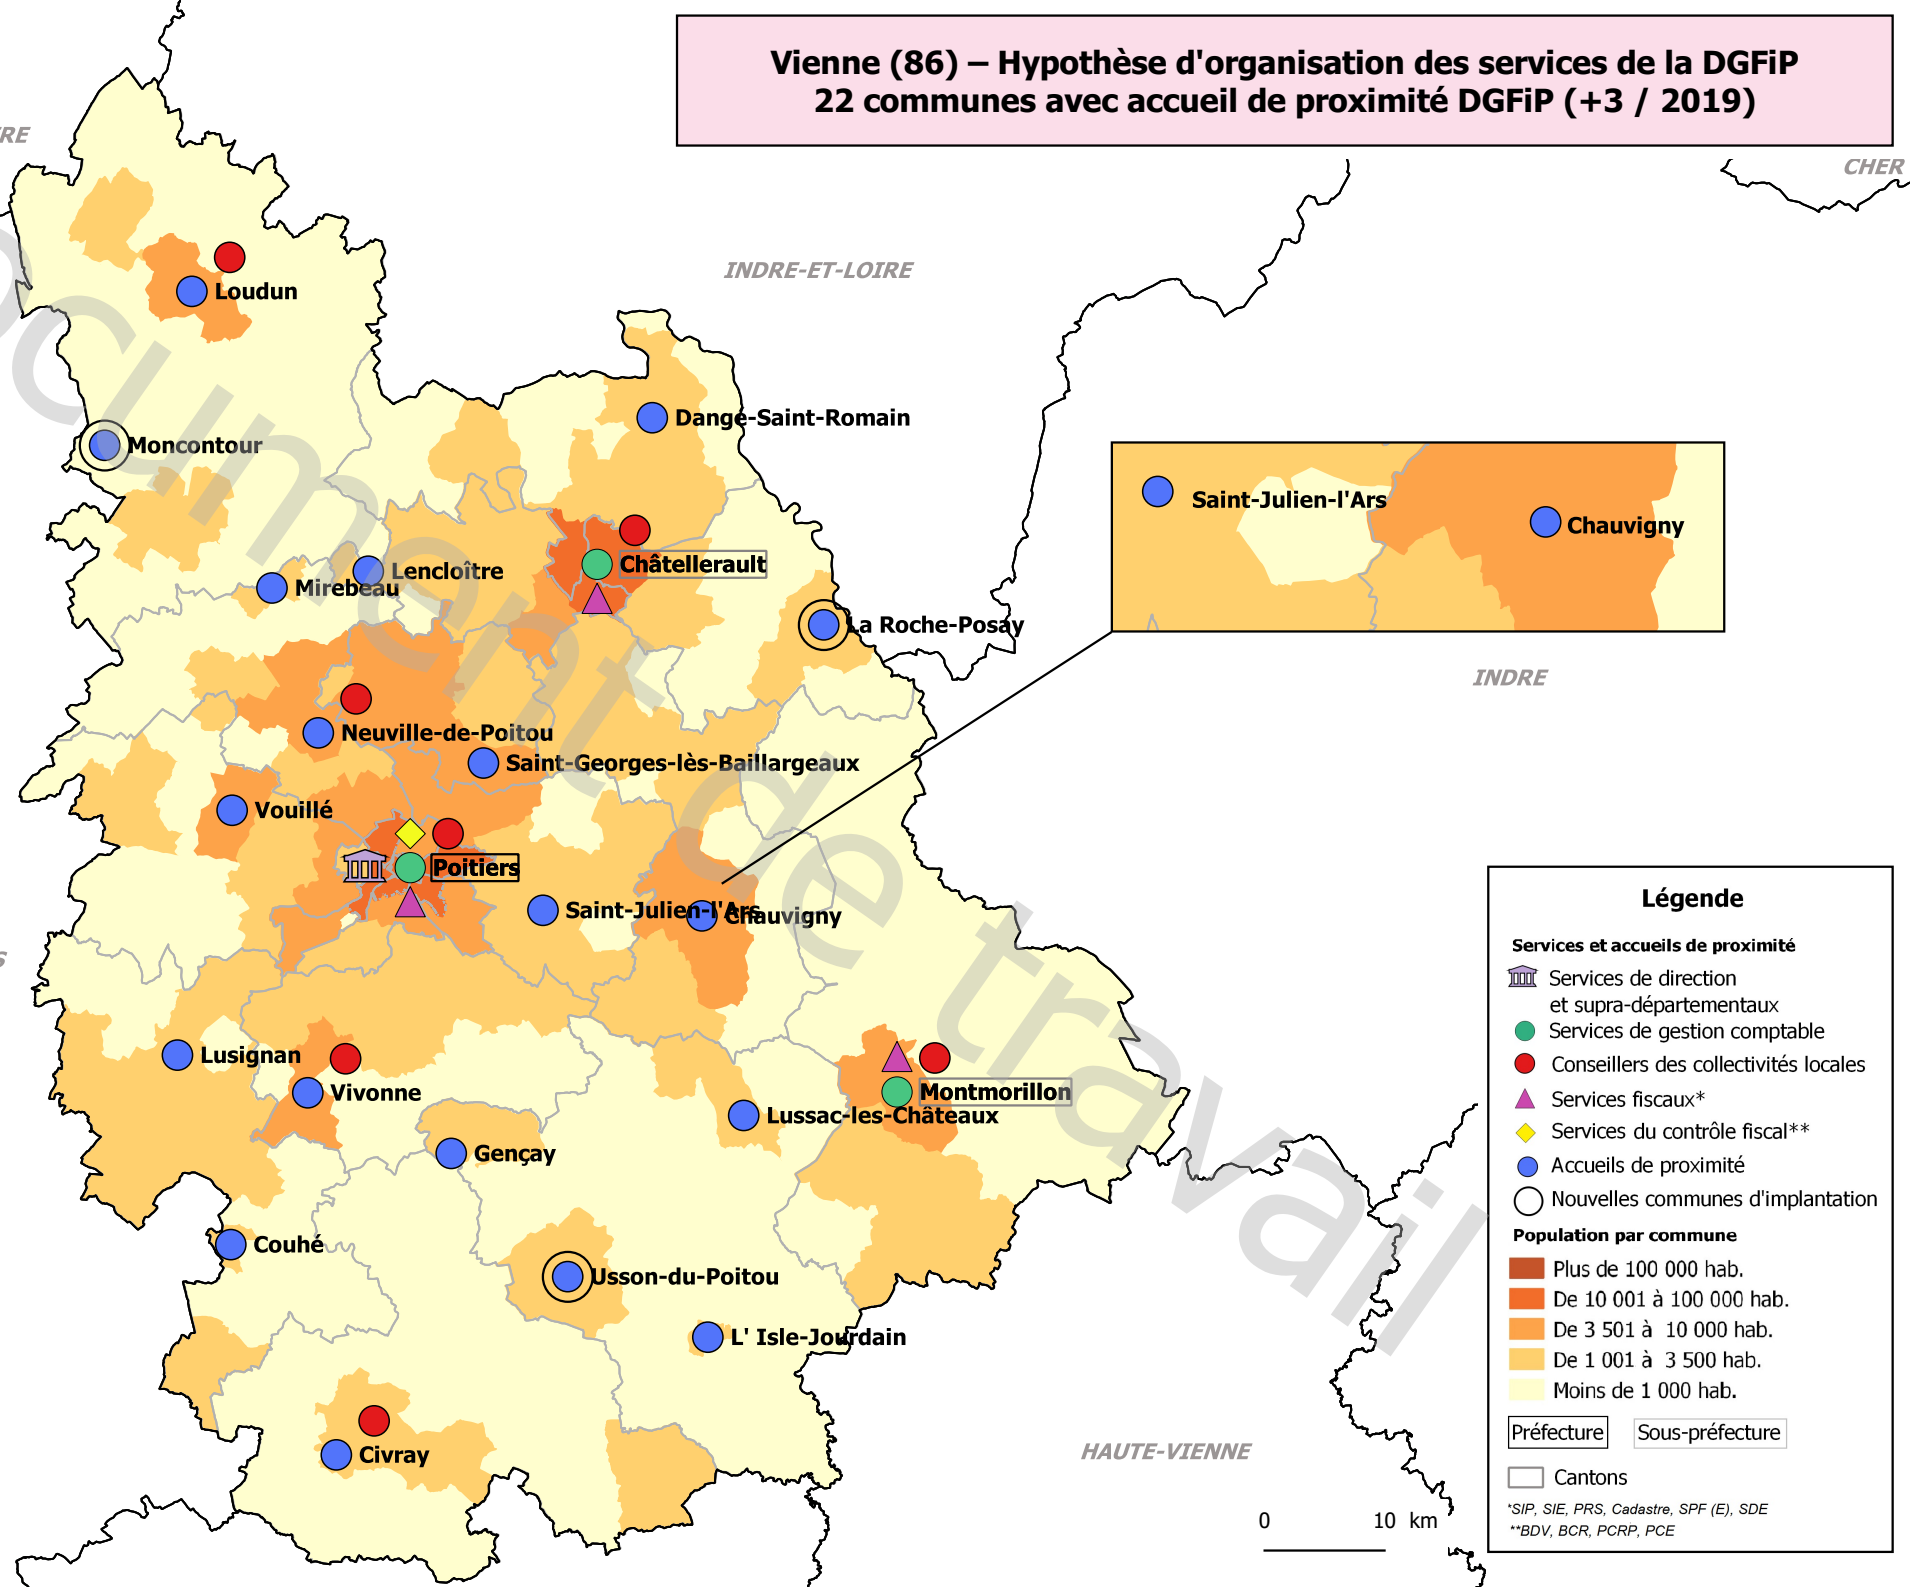 Vienne (86) – Hypothèse d'organisation des services de la DGFiP
22 communes avec accueil de proximité DGFiP (+3 / 2019)
RE
CHER
INDRE-ET-LOIRE
Loudun
Dangé-Saint-Romain
Moncontour
Saint-Julien-l'Ars
Chauvigny
Châtellerault
Lencloître
Mirebeau
La Roche-Posay
INDRE
Neuville-de-Poitou
Saint-Georges-lès-Baillargeaux
Vouillé
Poitiers
Saint-Julien-l'Ars
Chauvigny
S
Lusignan
Vivonne
Montmorillon
Lussac-les-Châteaux
Gençay
Couhé
Usson-du-Poitou
L' Isle-Jourdain
Civray
HAUTE-VIENNE
0 10 km
Légende
Services et accueils de proximité
Services de direction
et supra-départementaux
Services de gestion comptable
Conseillers des collectivités locales
Services fiscaux*
Services du contrôle fiscal**
Accueils de proximité
Nouvelles communes d'implantation
Population par commune
Plus de 100 000 hab.
De 10 001 à 100 000 hab.
De 3 501 à 10 000 hab.
De 1 001 à 3 500 hab.
Moins de 1 000 hab.
Préfecture Sous-préfecture
Cantons
*SIP, SIE, PRS, Cadastre, SPF (E), SDE
**BDV, BCR, PCRP, PCE
ocument de travail